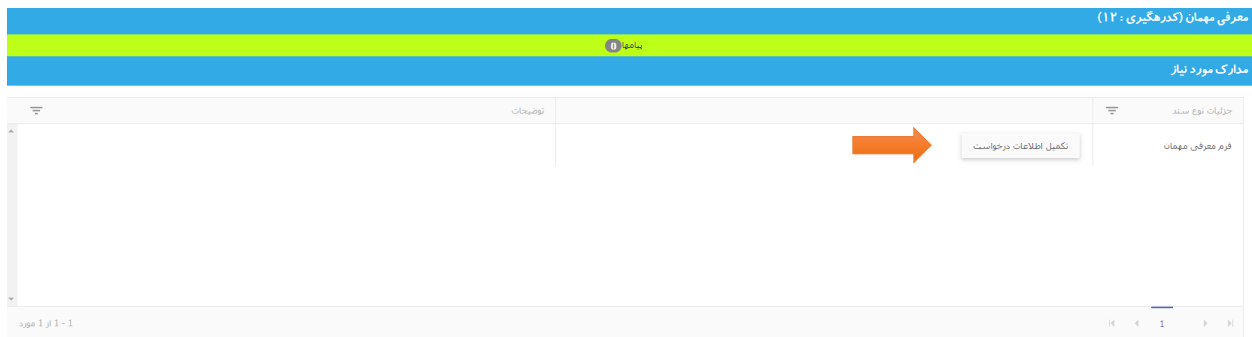 معرفی مهمان (کدرهگیری : ۱۲)
پیامها 0
مدارک مورد نیاز
جزئیات نوع سند توضیحات
فرم معرفی مهمان تکمیل اطلاعات درخواست
1
1 - 1 از 1 مورد